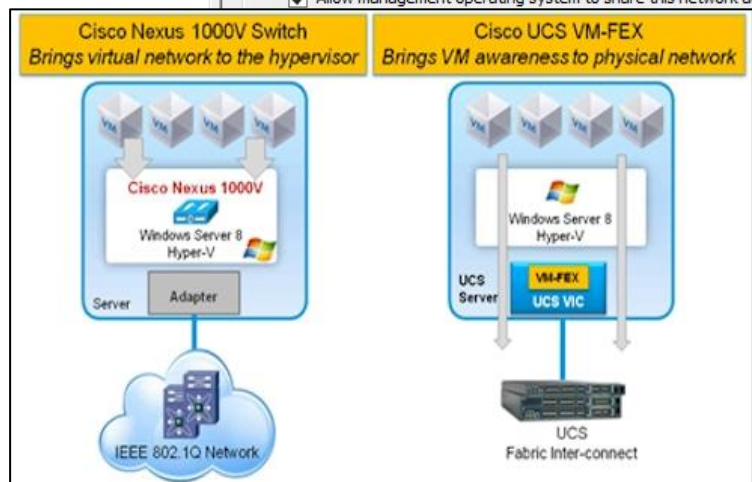 Allow management operating system to share this network a
Cisco Nexus 1000V Switch
Brings virtual network to the hypervisor
VM VM VM VM
Cisco Nexus 1000V
Windows Server 8
Hyper-V
Server
Adapter
IEEE 802.1Q Network
Cisco UCS VM-FEX
Brings VM awareness to physical network
VM VM VM VM
Windows Server 8
Hyper-V
UCS
Server
VM-FEX
UCS VIC
UCS
Fabric Inter-connect